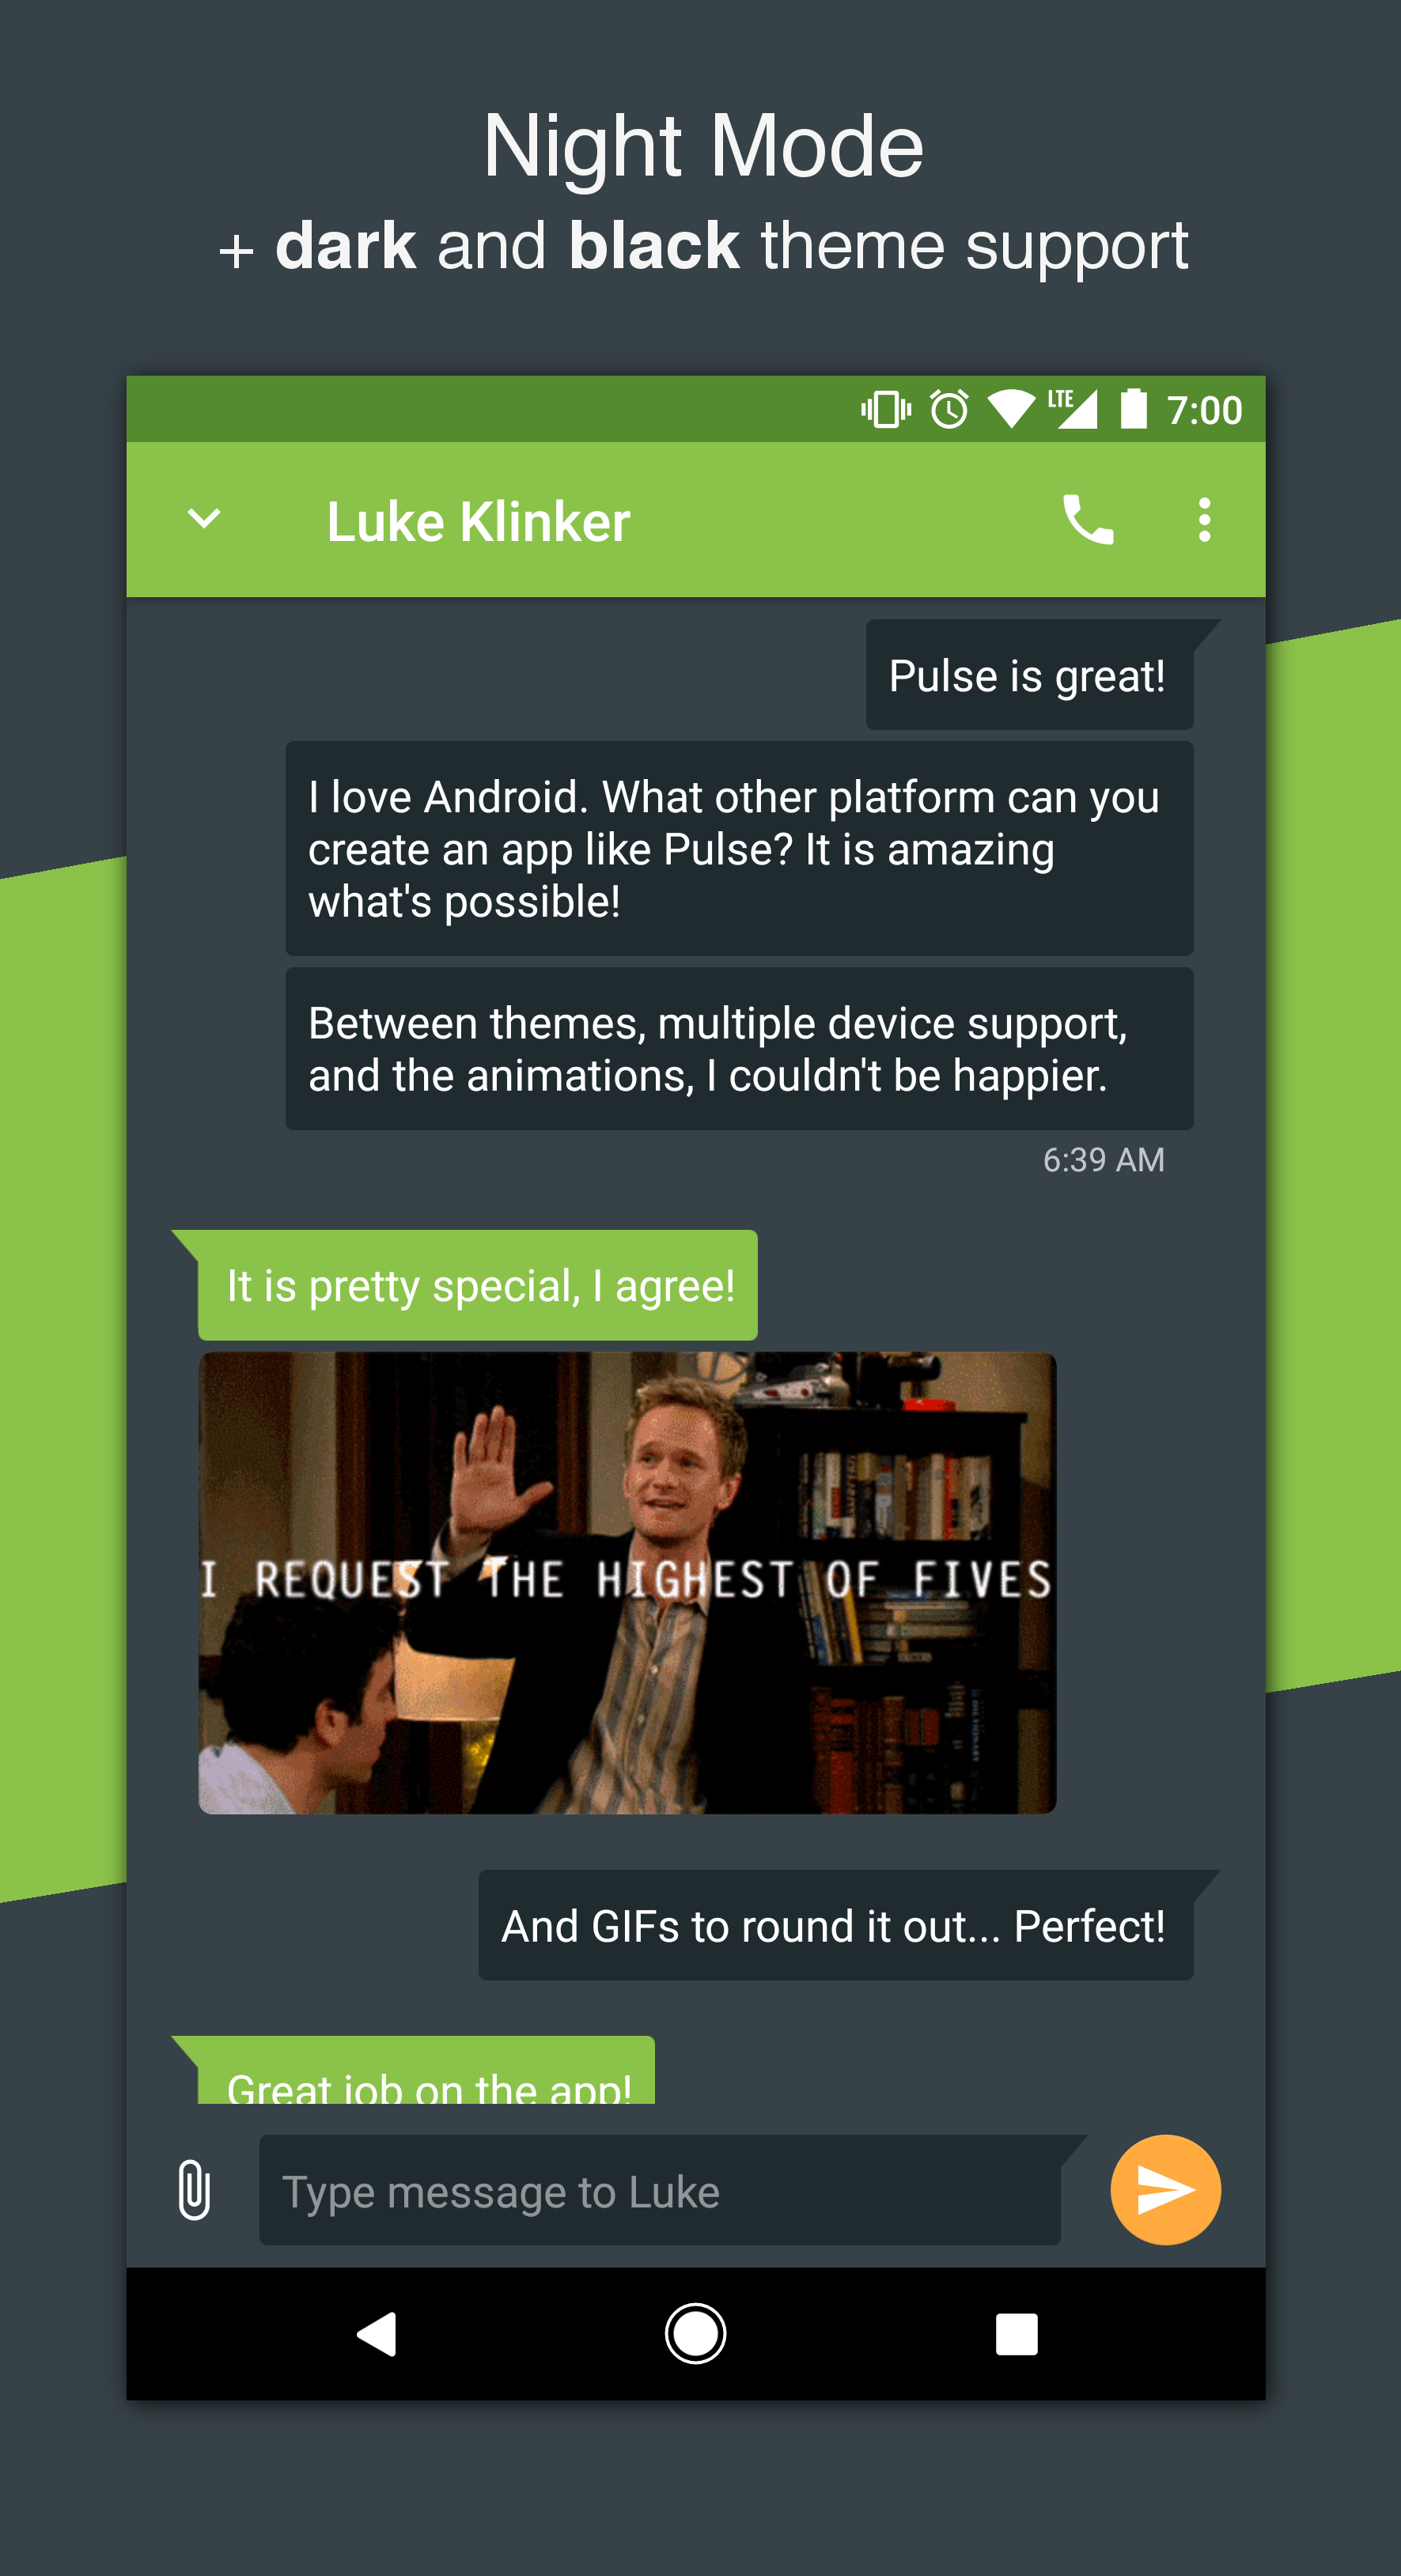 Night Mode
+ dark and black theme support
LTE 7:00
Luke Klinker
Pulse is great!
I love Android. What other platform can you
create an app like Pulse? It is amazing
what's possible!
Between themes, multiple device support,
and the animations, I couldn't be happier.
6:39 AM
It is pretty special, I agree!
I REQUEST THE HIGHEST OF FIVES
And GIFs to round it out... Perfect!
Great job on the app!
Type message to Luke